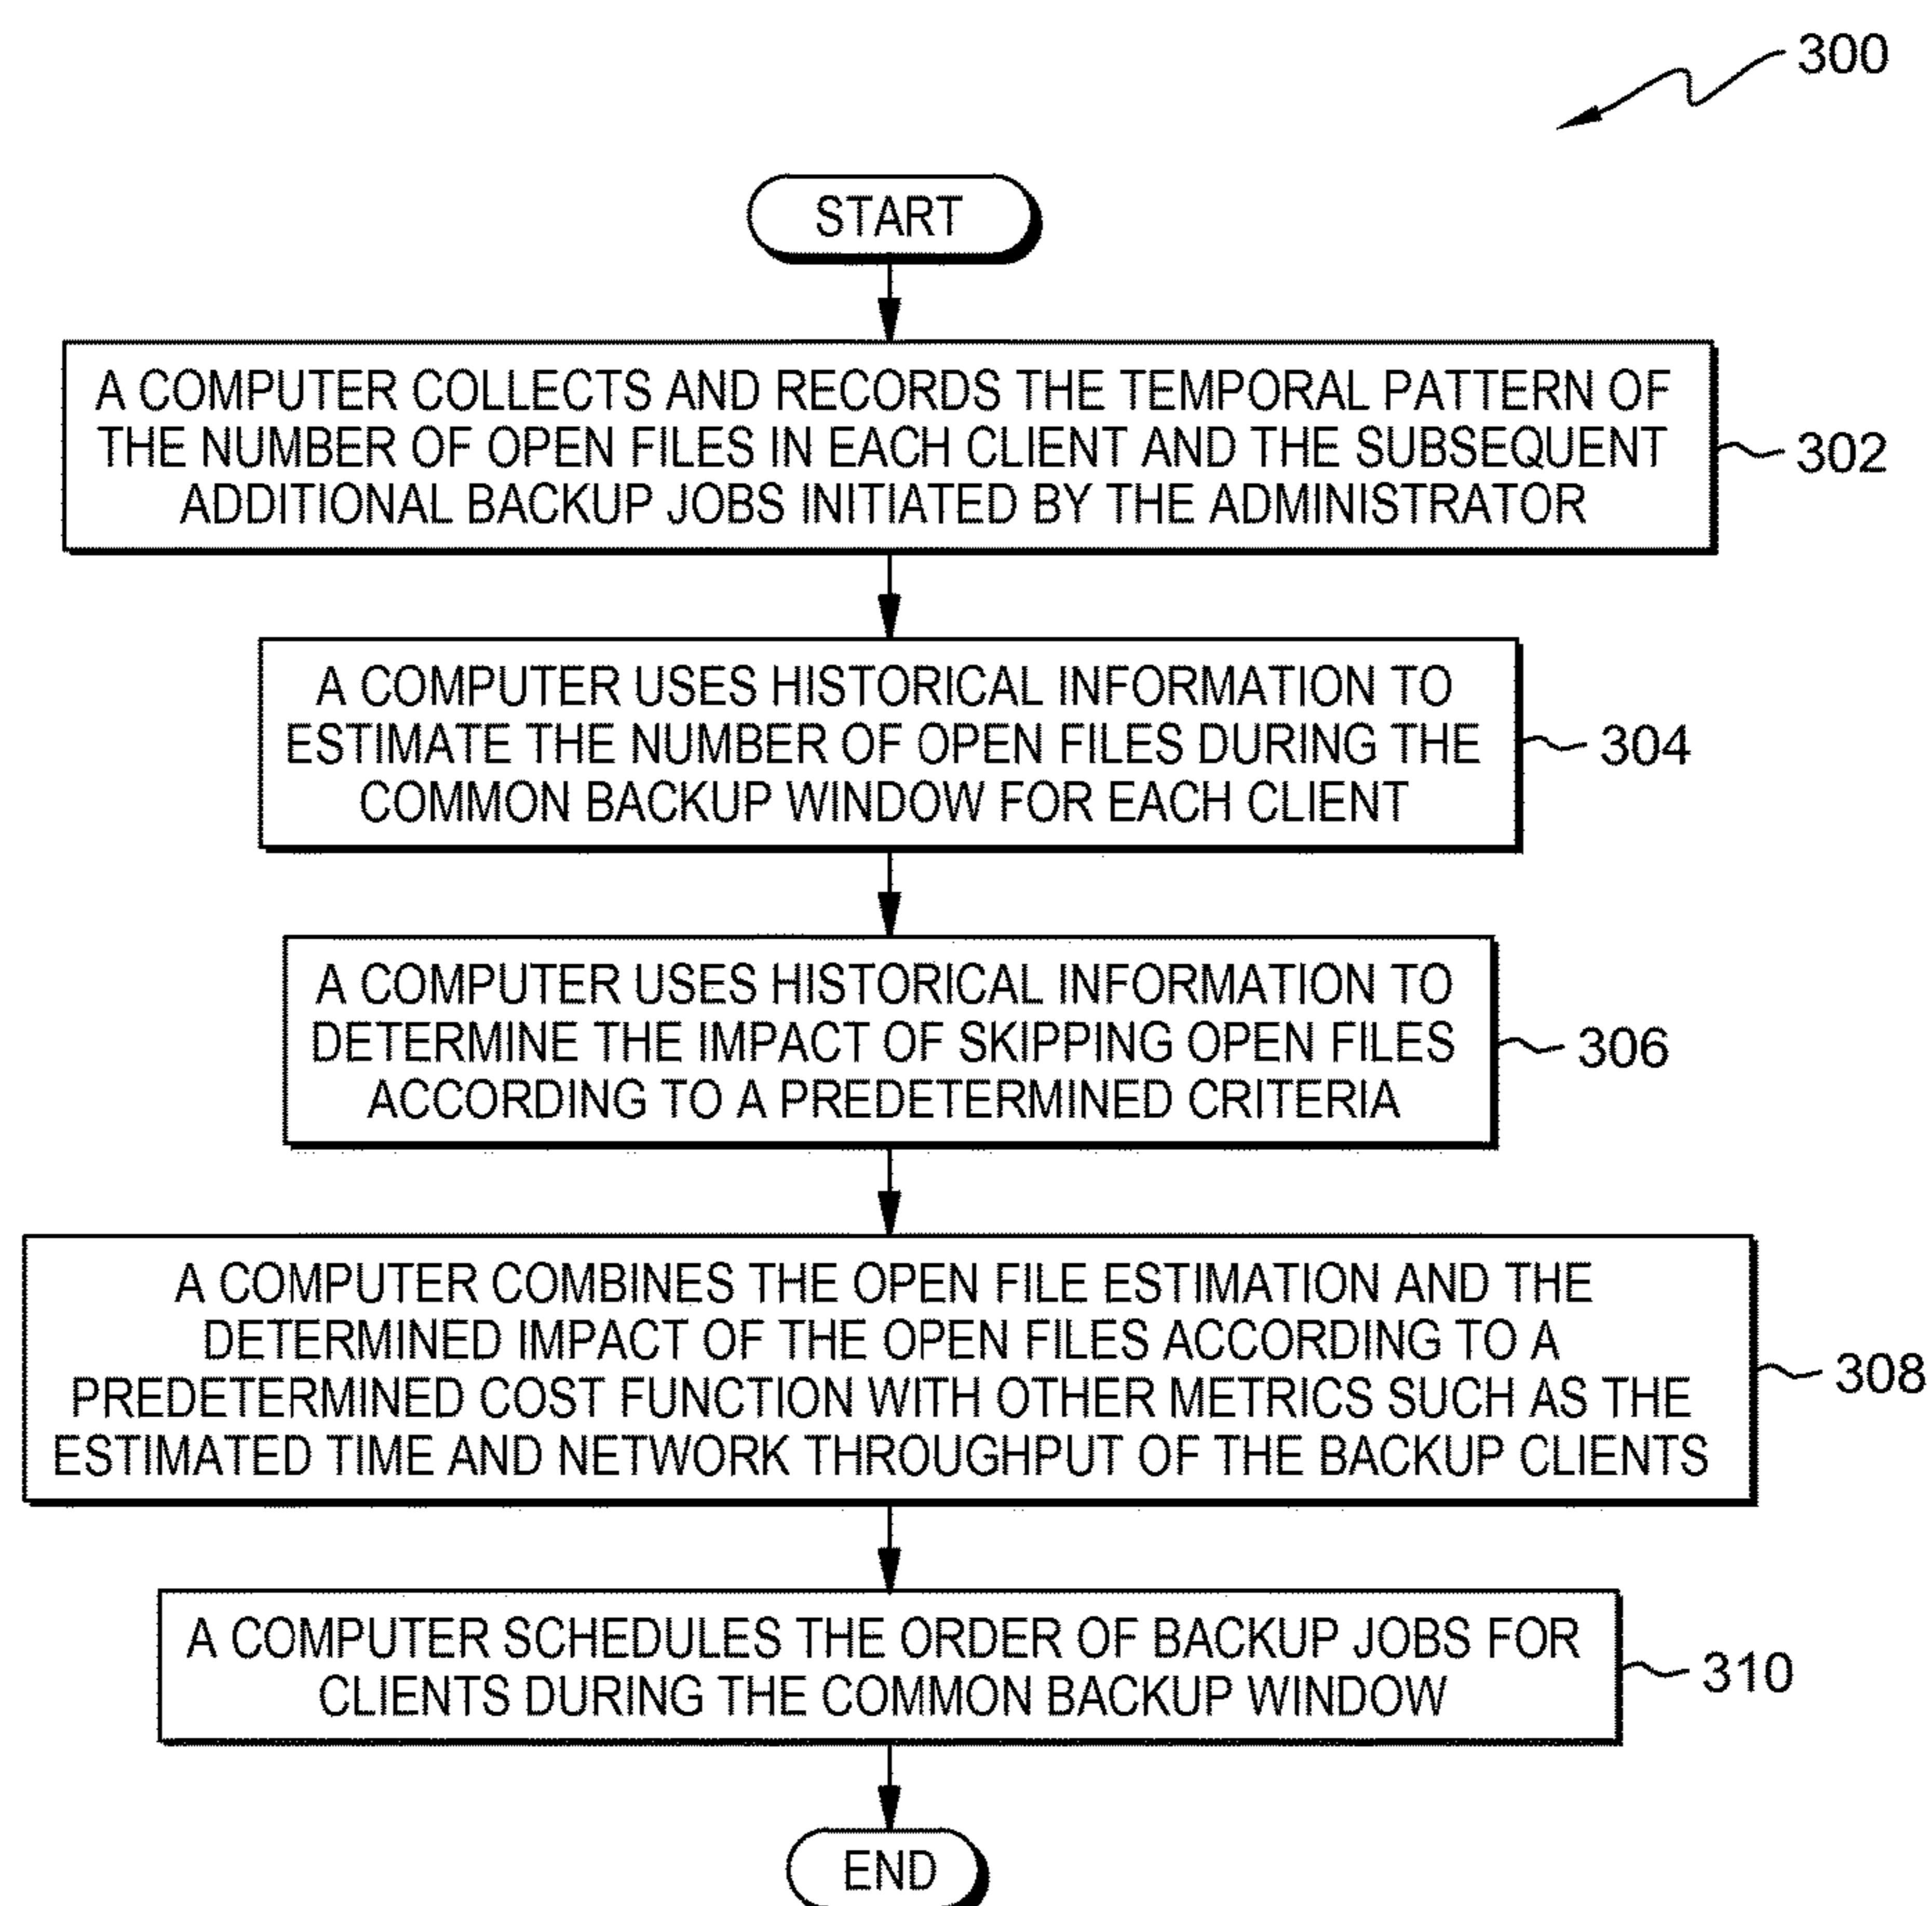 300
START
A COMPUTER COLLECTS AND RECORDS THE TEMPORAL PATTERN OF
THE NUMBER OF OPEN FILES IN EACH CLIENT AND THE SUBSEQUENT
ADDITIONAL BACKUP JOBS INITIATED BY THE ADMINISTRATOR
302
A COMPUTER USES HISTORICAL INFORMATION TO
ESTIMATE THE NUMBER OF OPEN FILES DURING THE
COMMON BACKUP WINDOW FOR EACH CLIENT
304
A COMPUTER USES HISTORICAL INFORMATION TO
DETERMINE THE IMPACT OF SKIPPING OPEN FILES
ACCORDING TO A PREDETERMINED CRITERIA
306
A COMPUTER COMBINES THE OPEN FILE ESTIMATION AND THE
DETERMINED IMPACT OF THE OPEN FILES ACCORDING TO A
PREDETERMINED COST FUNCTION WITH OTHER METRICS SUCH AS THE
ESTIMATED TIME AND NETWORK THROUGHPUT OF THE BACKUP CLIENTS
308
A COMPUTER SCHEDULES THE ORDER OF BACKUP JOBS FOR
CLIENTS DURING THE COMMON BACKUP WINDOW
310
END